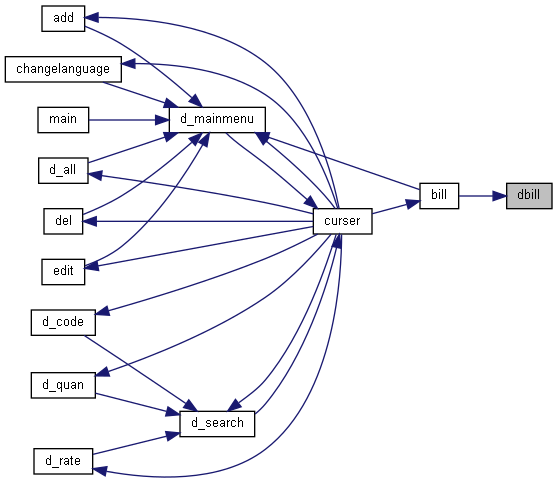 add
changelanguage
main
d_mainmenu
d_all
del
edit
curser
bill
dbill
d_code
d_quan
d_search
d_rate